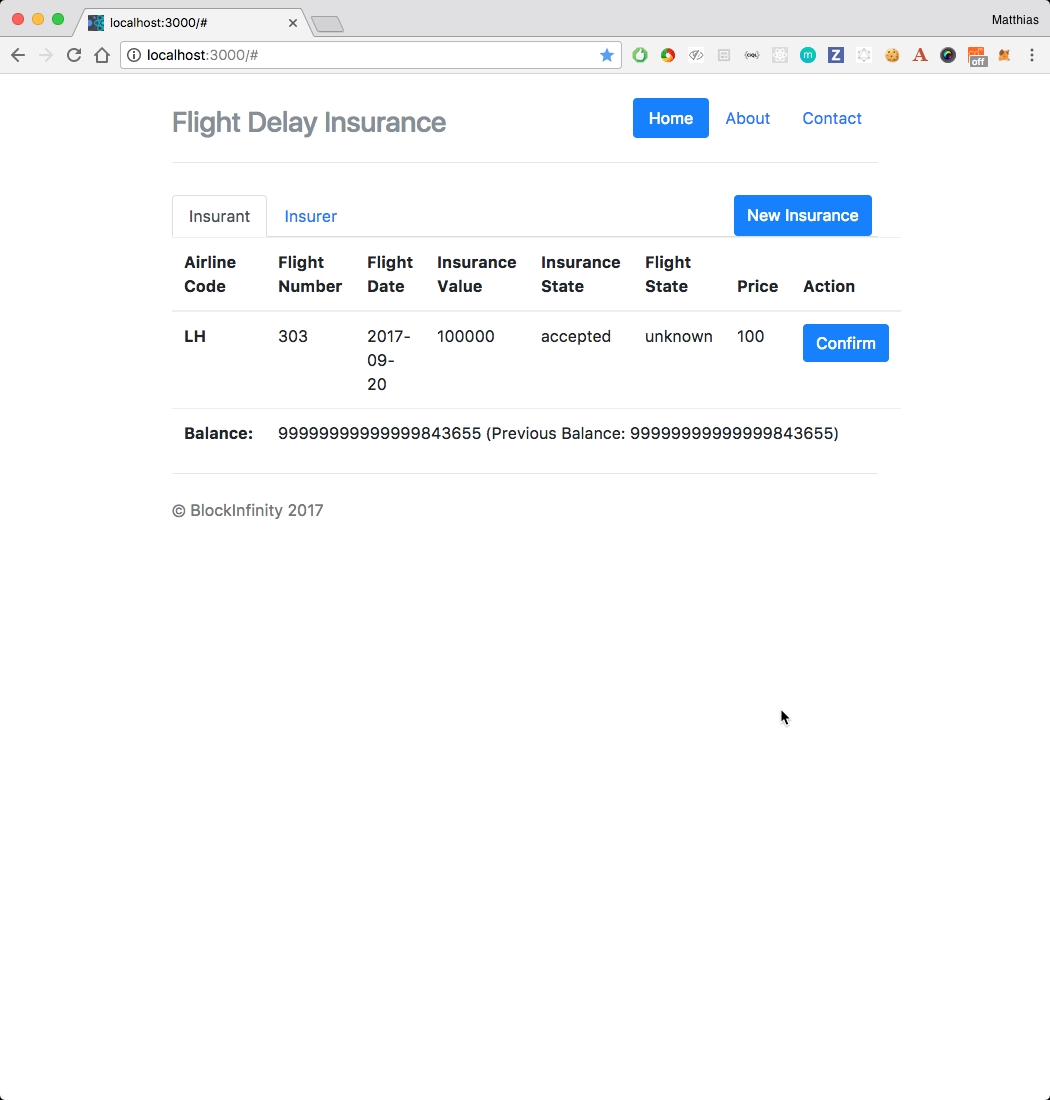 localhost:3000/#
Matthias
localhost:3000/#
off
Flight Delay Insurance
Home
About
Contact
Insurant
Insurer
New Insurance
Airline Code
Flight Number
Flight Date
Insurance Value
Insurance State
Flight State
Price
Action
LH
303
2017-
09-
20
100000
accepted
unknown
100
Confirm
Balance:
99999999999999843655 (Previous Balance: 99999999999999843655)
© BlockInfinity 2017